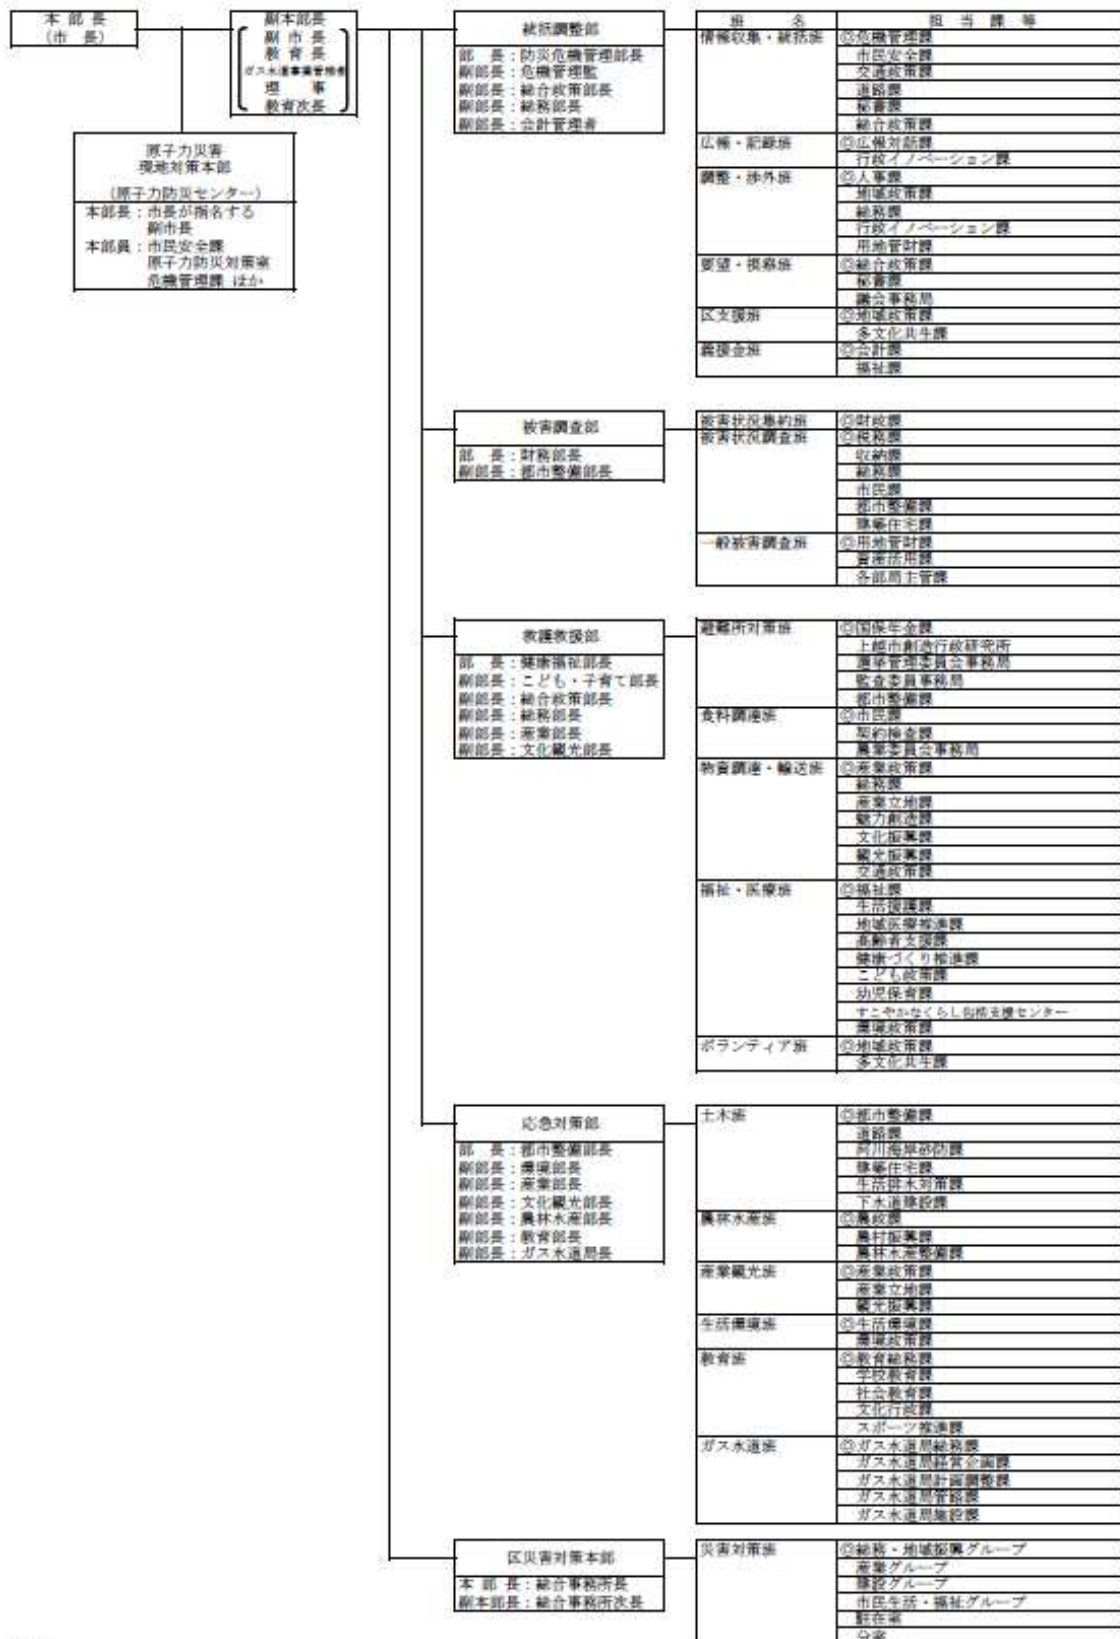 本部長
(市 長)
副本部長
副市長
教育長
ガス水道事業管理者
理事
教育次長
原子力災害
現地対策本部
(原子力防災センター)
本部長：市長が指名する
副市長
本部員：市民安全課
原子力防災対策室
危機管理課 ほか
統括調整部
部 長：防災危機管理部長
副部長：危機管理監
副部長：総合政策部長
副部長：総務部長
副部長：会計管理者
班 名 担当課等
情報収集・統括班 ◎危機管理課
市民安全課
交通政策課
道路課
秘書課
総合政策課
広報・記録班 ◎広報対話課
行政イノベーション課
調整・渉外班 ◎人事課
地域政策課
総務課
行政イノベーション課
用地管財課
要望・視察班 ◎総合政策課
秘書課
議会事務局
区支援班 ◎地域政策課
多文化共生課
義援金班 ◎会計課
福祉課
被害調査部
部 長：財務部長
副部長：都市整備部長
被害状況集約班 ◎財政課
被害状況調査班 ◎税務課
収納課
総務課
市民課
都市整備課
建築住宅課
一般被害調査班 ◎用地管財課
資産活用課
各部局主管課
救護救援部
部 長：健康福祉部長
副部長：こども・子育て部長
副部長：総合政策部長
副部長：総務部長
副部長：産業部長
副部長：文化観光部長
避難所対策班 ◎国保年金課
上越市創造行政研究所
選挙管理委員会事務局
監査委員事務局
都市整備課
食料調達班 ◎市民課
契約検査課
農業委員会事務局
物資調達・輸送班 ◎産業政策課
総務課
産業立地課
魅力創造課
文化振興課
観光振興課
交通政策課
福祉・医療班 ◎福祉課
生活援護課
地域医療推進課
高齢者支援課
健康づくり推進課
こども政策課
幼児保育課
すこやかなくらし包括支援センター
環境政策課
ボランティア班 ◎地域政策課
多文化共生課
応急対策部
部 長：都市整備部長
副部長：環境部長
副部長：産業部長
副部長：文化観光部長
副部長：農林水産部長
副部長：教育部長
副部長：ガス水道局長
土木班 ◎都市整備課
道路課
河川海岸砂防課
建築住宅課
生活排水対策課
下水道建設課
農林水産班 ◎農政課
農村振興課
農林水産整備課
産業観光班 ◎産業政策課
産業立地課
観光振興課
生活環境班 ◎生活環境課
環境政策課
教育班 ◎教育総務課
学校教育課
社会教育課
文化行政課
スポーツ推進課
ガス水道班 ◎ガス水道局総務課
ガス水道局経営企画課
ガス水道局計画調整課
ガス水道局管路課
ガス水道局施設課
区災害対策本部
本 部 長：総合事務所長
副本部長：総合事務所次長
災害対策班 ◎総務・地域振興グループ
産業グループ
建設グループ
市民生活・福祉グループ
駐在室
分室